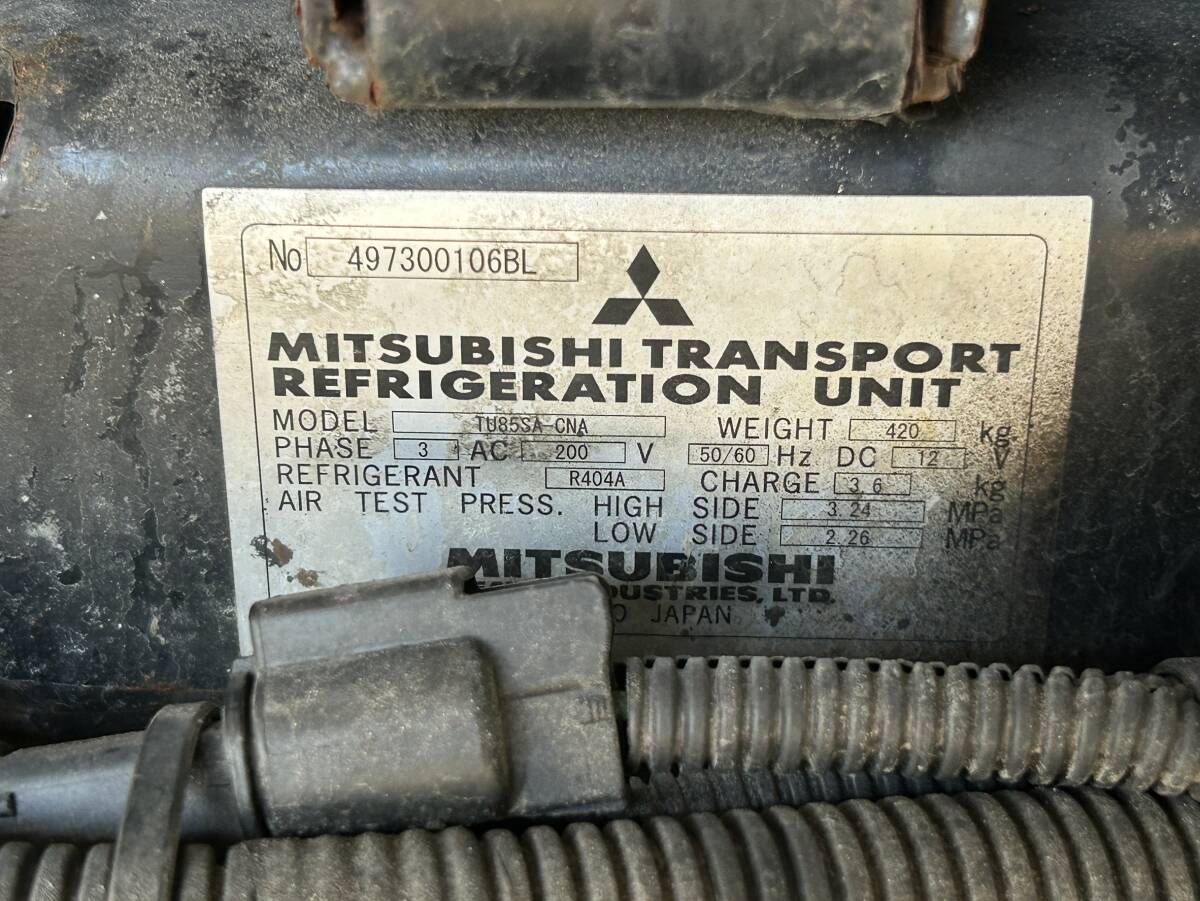 No 497300106BL
MITSUBISHI TRANSPORT
REFRIGERATION UNIT
MODEL TU85SA-CNA WEIGHT 420 kg
PHASE 3 AC 200 V 50/60 Hz DC 12 V
REFRIGERANT R404A CHARGE 3.6 kg
AIR TEST PRESS. HIGH SIDE 3.24 MPa
LOW SIDE 2.26 MPa
MITSUBISHI
INDUSTRIES, LTD.
JAPAN